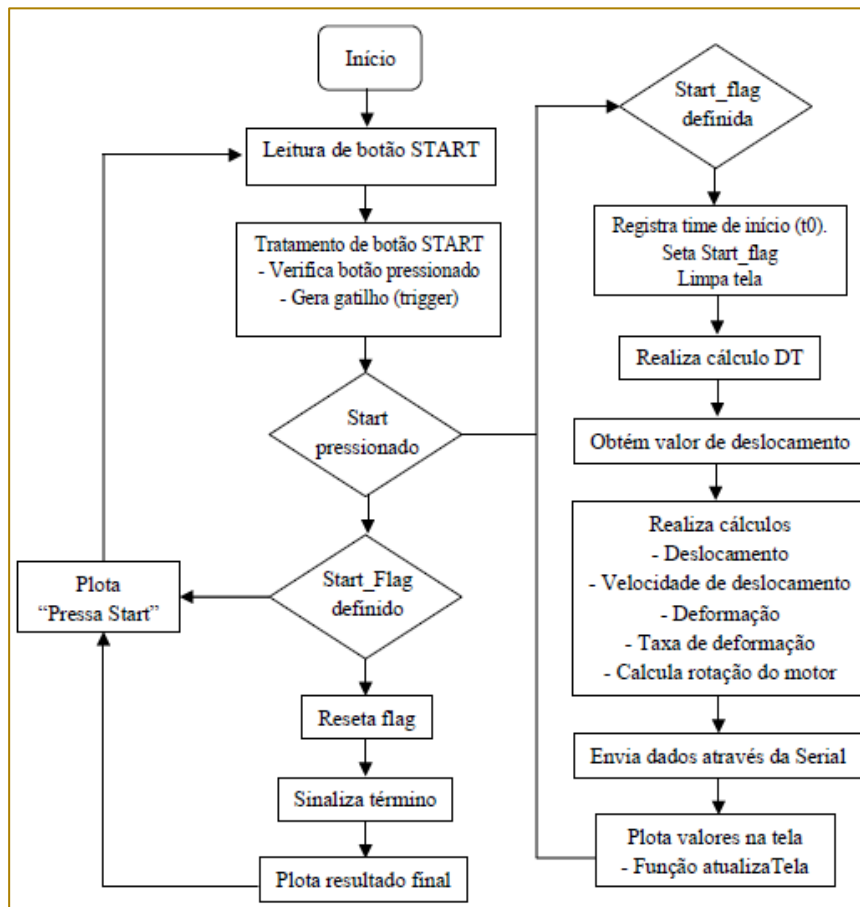 Início
Leitura de botão START
Tratamento de botão START
- Verifica botão pressionado
- Gera gatilho (trigger)
Start
pressionado
Start_Flag
definido
Plota
“Pressa Start”
Reseta flag
Sinaliza término
Plota resultado final
Start_flag
definida
Registra time de início (t0).
Seta Start_flag
Limpa tela
Realiza cálculo DT
Obtém valor de deslocamento
Realiza cálculos
- Deslocamento
- Velocidade de deslocamento
- Deformação
- Taxa de deformação
- Calcula rotação do motor
Envia dados através da Serial
Plota valores na tela
- Função atualizaTela